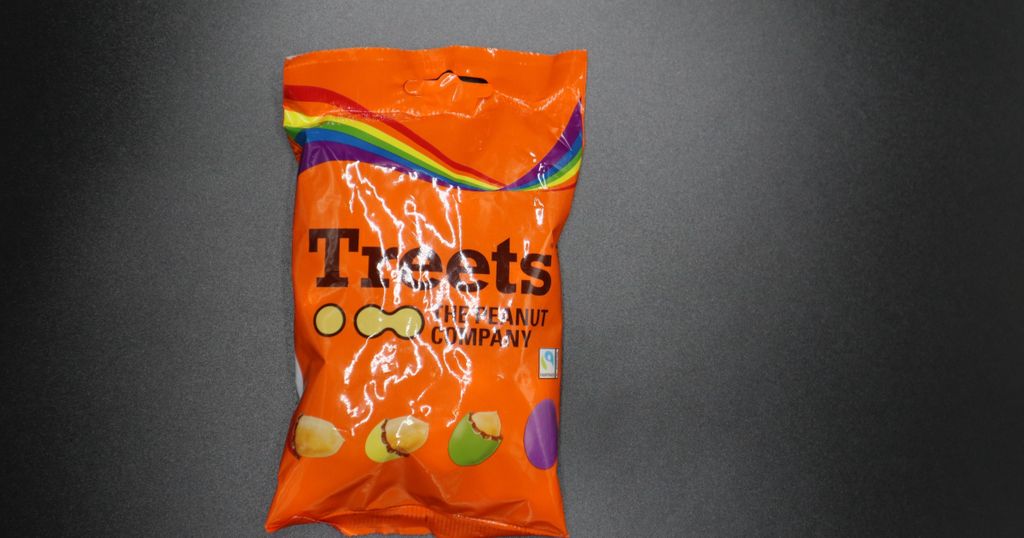 Treets
THE PEANUT
COMPANY